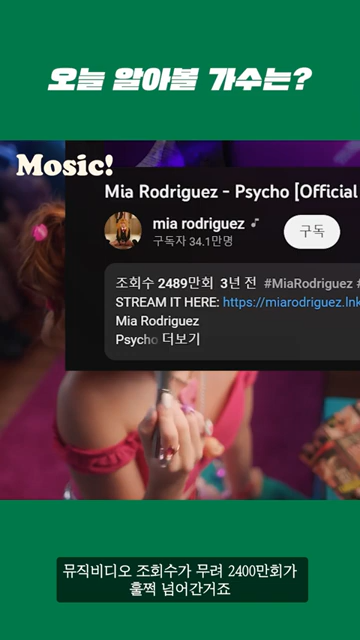 오늘 알아볼 가수는?
Mosic!
Mia Rodriguez - Psycho [Official
mia rodriguez
구독자 34.1만명
구독
조회수 2489만회 3년 전 #MiaRodriguez #
STREAM IT HERE: https://miarodriguez.lnk
Mia Rodriguez
Psycho 더보기
뮤직비디오 조회수가 무려 2400만회가
훌쩍 넘어간거죠